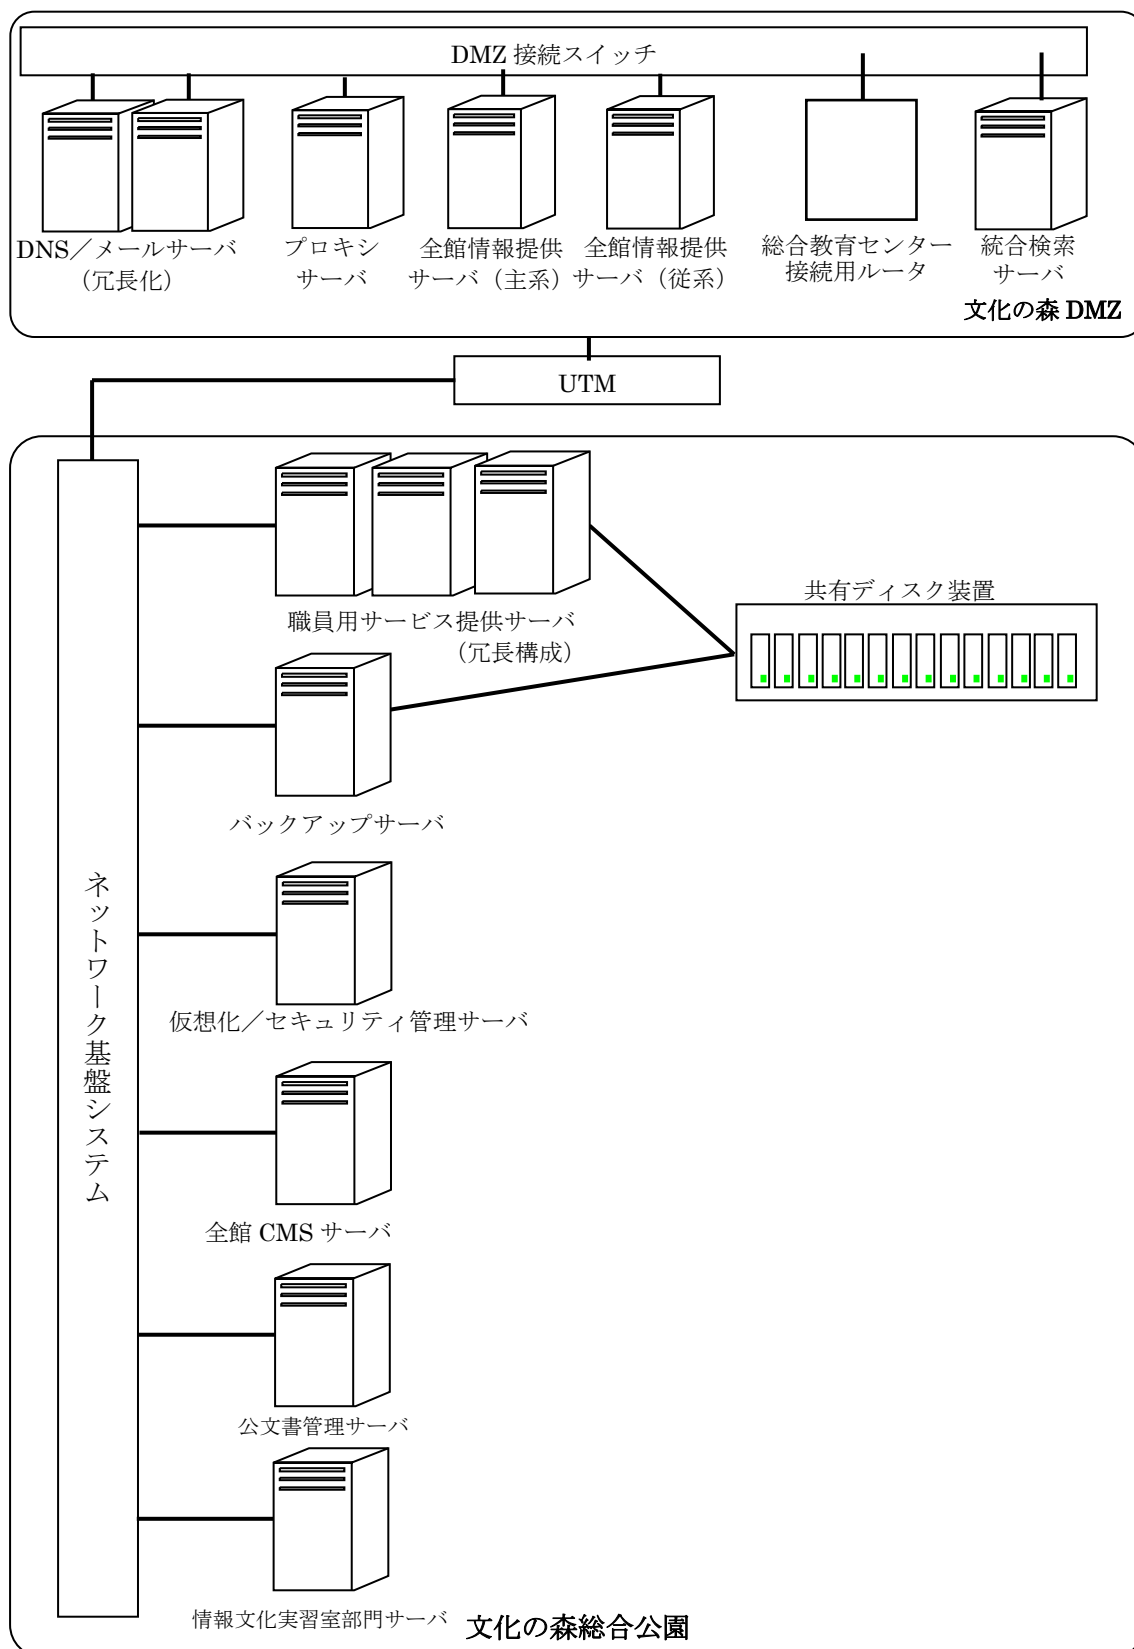 DMZ 接続スイッチ
DNS／メールサーバ
（冗長化）
プロキシ
サーバ
全館情報提供
サーバ（主系）
全館情報提供
サーバ（従系）
総合教育センター
接続用ルータ
統合検索
サーバ
文化の森 DMZ
UTM
ネットワーク基盤システム
職員用サービス提供サーバ
（冗長構成）
共有ディスク装置
バックアップサーバ
仮想化／セキュリティ管理サーバ
全館 CMS サーバ
公文書管理サーバ
情報文化実習室部門サーバ
文化の森総合公園